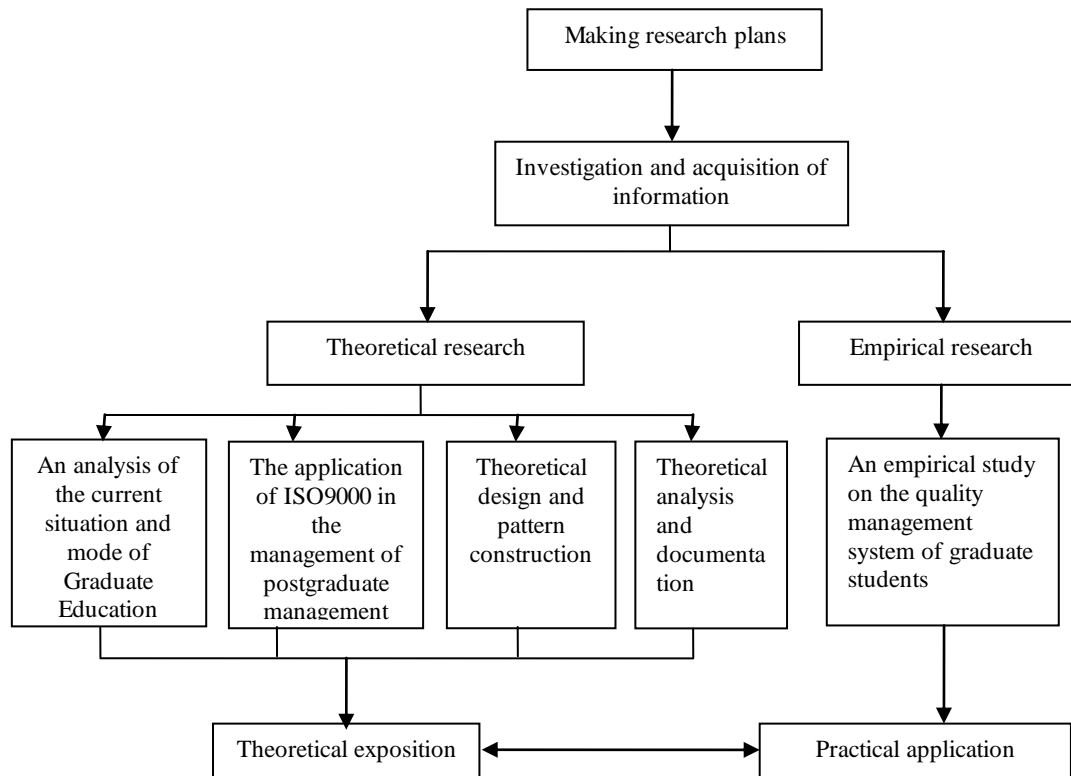 Making research plans
Investigation and acquisition of
information
Theoretical research
Empirical research
An analysis of
the current
situation and
mode of
Graduate
Education
The application
of ISO9000 in
the
management of
postgraduate
management
Theoretical
design and
pattern
construction
Theoretical
analysis
and
documenta
tion
An empirical study
on the quality
management
system of graduate
students
Theoretical exposition
Practical application